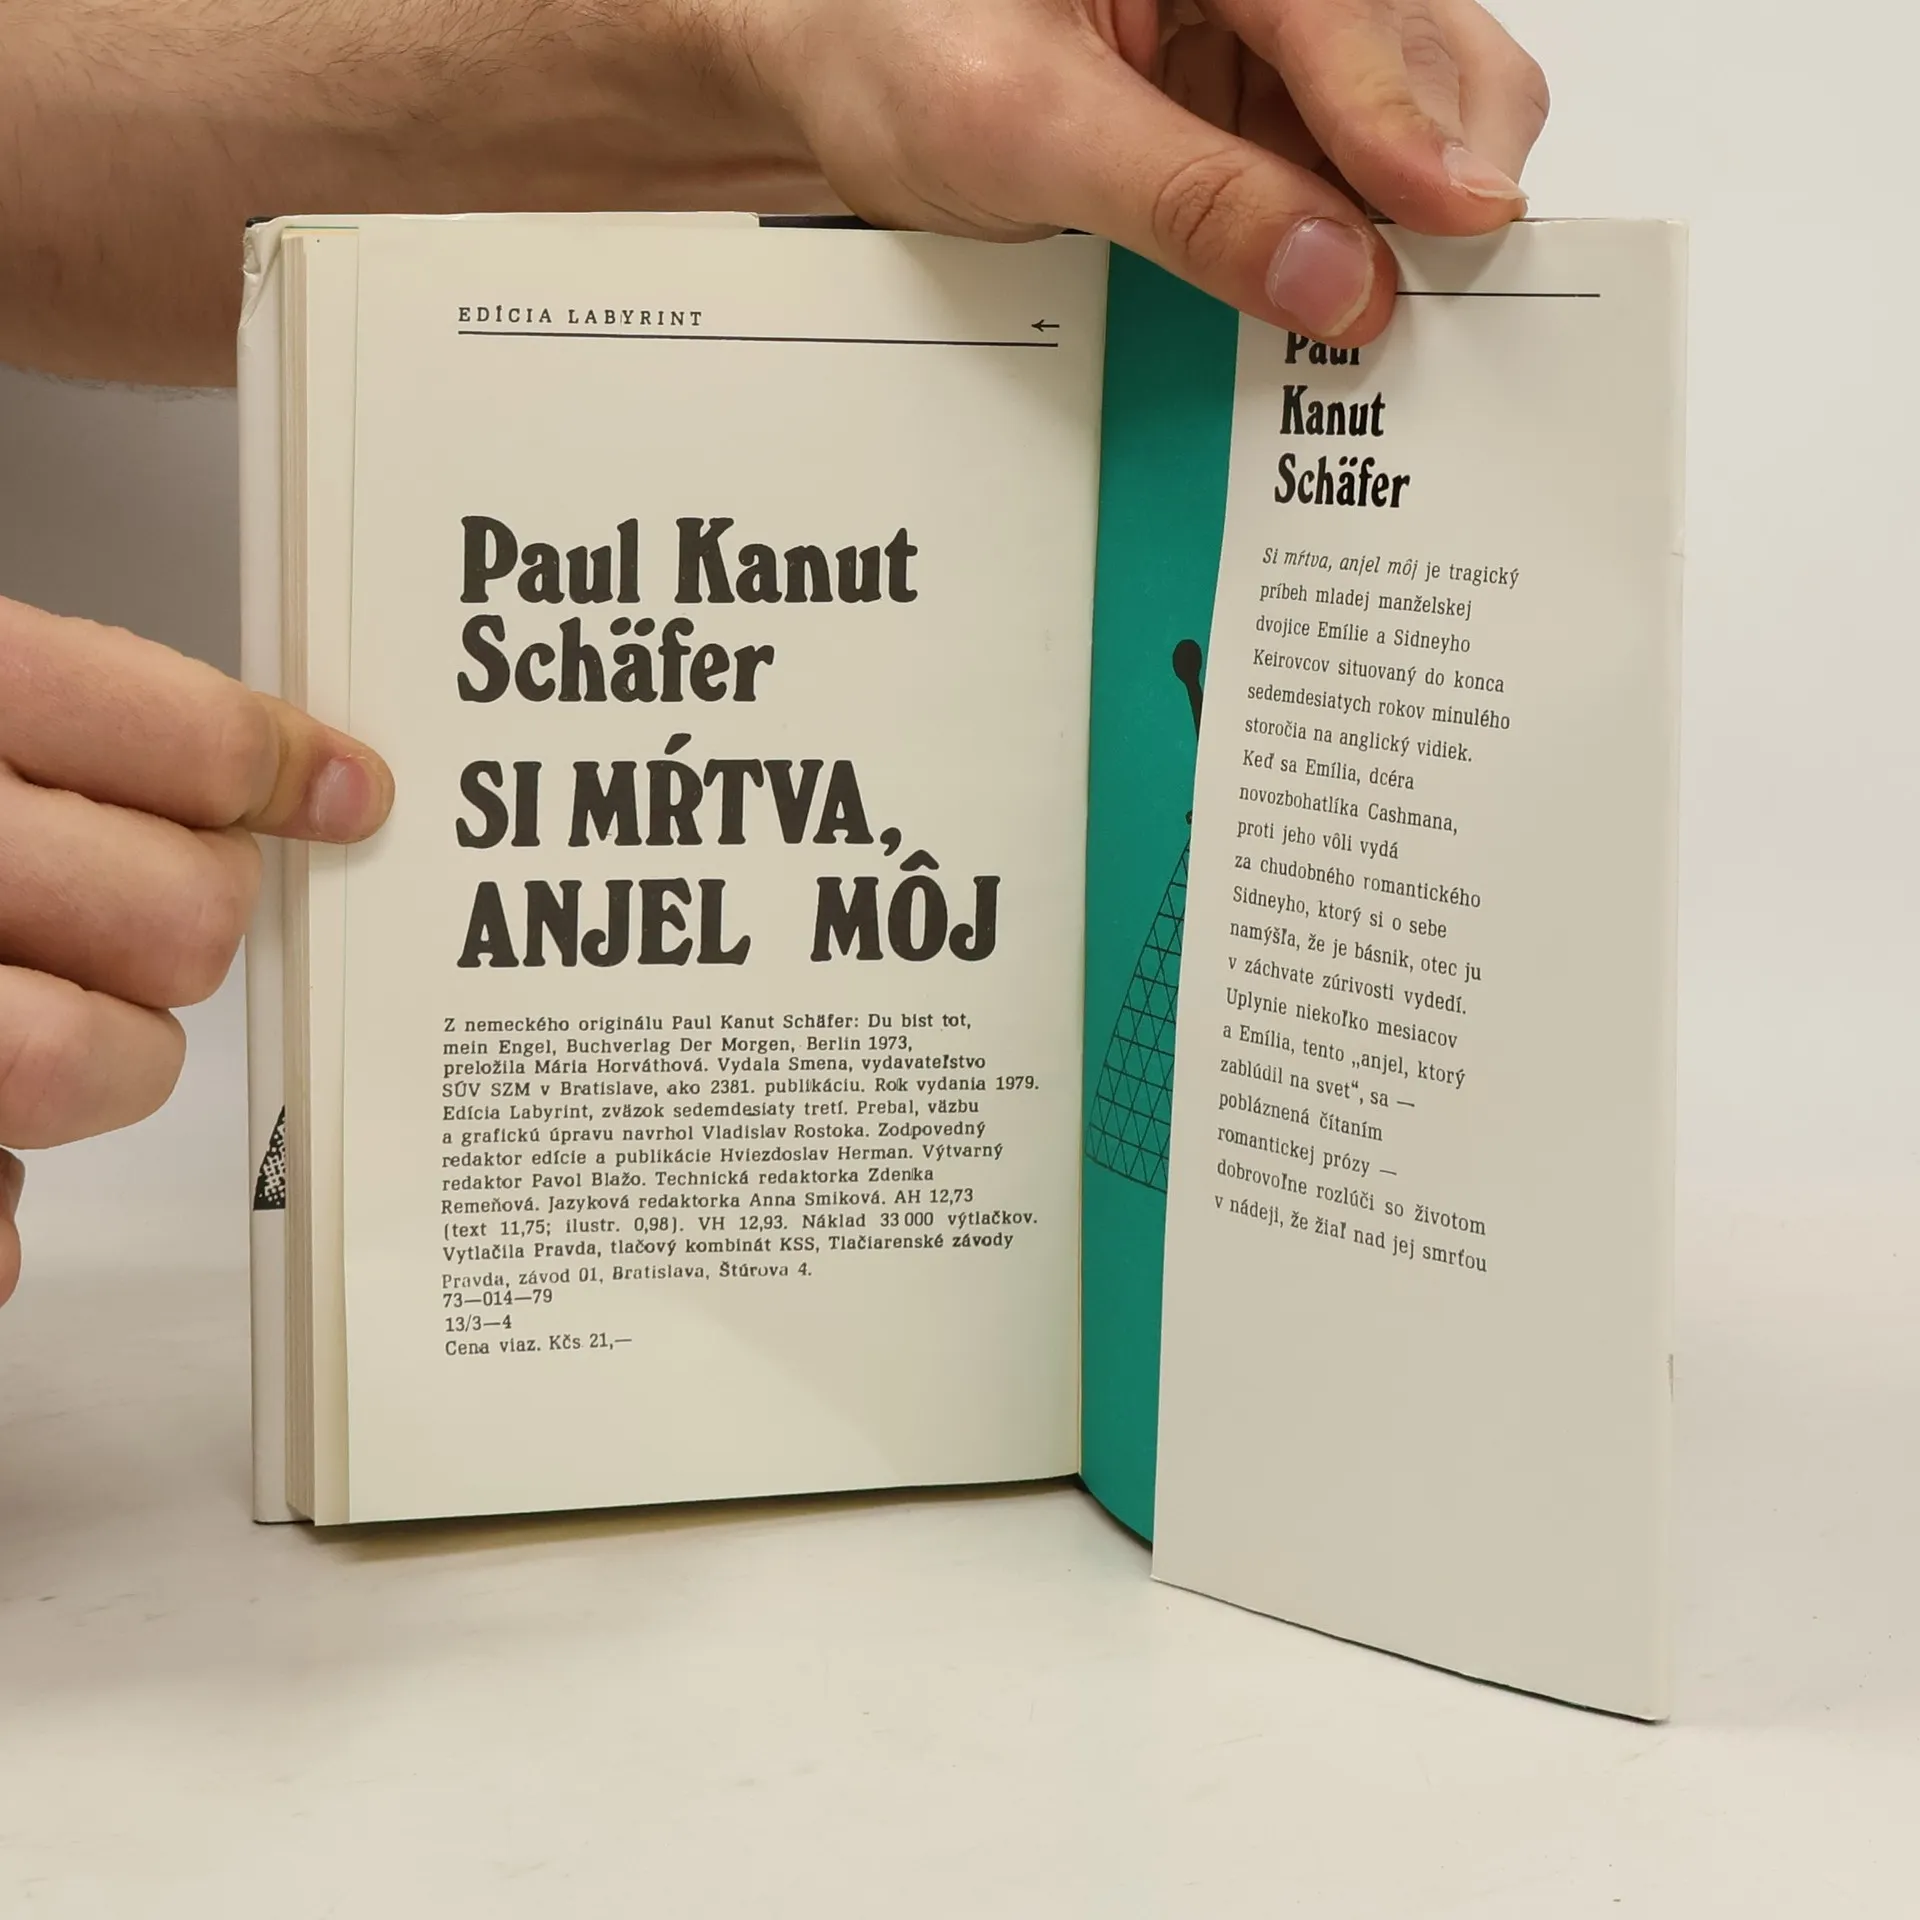 EDÍCIA LABYRINT
←
Paul Kanut
Schäfer
SI MŔTVA,
ANJEL MÔJ
Z nemeckého originálu Paul Kanut Schäfer: Du bist tot,
mein Engel, Buchverlag Der Morgen, Berlin 1973,
preložila Mária Horváthová. Vydala Smena, vydavateľstvo
SÚV SZM v Bratislave, ako 2381. publikáciu. Rok vydania 1979.
Edícia Labyrint, zväzok sedemdesiaty tretí. Prebal, väzbu
a grafickú úpravu navrhol Vladislav Rostoka. Zodpovedný
redaktor edície a publikácie Hviezdoslav Herman. Výtvarný
redaktor Pavol Blažo. Technická redaktorka Zdenka
Remeňová. Jazyková redaktorka Anna Smiková. AH 12,73
(text 11,75; ilustr. 0,98). VH 12,93. Náklad 33 000 výtlačkov.
Vytlačila Pravda, tlačový kombinát KSS, Tlačiarenské závody
Pravda, závod 01, Bratislava, Štúrova 4.
73—014—79
13/3—4
Cena viaz. Kčs 21,—
Paul
Kanut
Schäfer
Si mŕtva, anjel môj je tragický
príbeh mladej manželskej
dvojice Emílie a Sidneyho
Keirovcov situovaný do konca
sedemdesiatych rokov minulého
storočia na anglický vidiek.
Keď sa Emília, dcéra
novozbohatlíka Cashmana,
proti jeho vôli vydá
za chudobného romantického
Sidneyho, ktorý si o sebe
namýšľa, že je básnik, otec ju
v záchvate zúrivosti vydedí.
Uplynie niekoľko mesiacov
a Emília, tento „anjel, ktorý
zablúdil na svet“, sa —
pobláznená čítaním
romantickej prózy —
dobrovoľne rozlúči so životom
v nádeji, že žiaľ nad jej smrťou